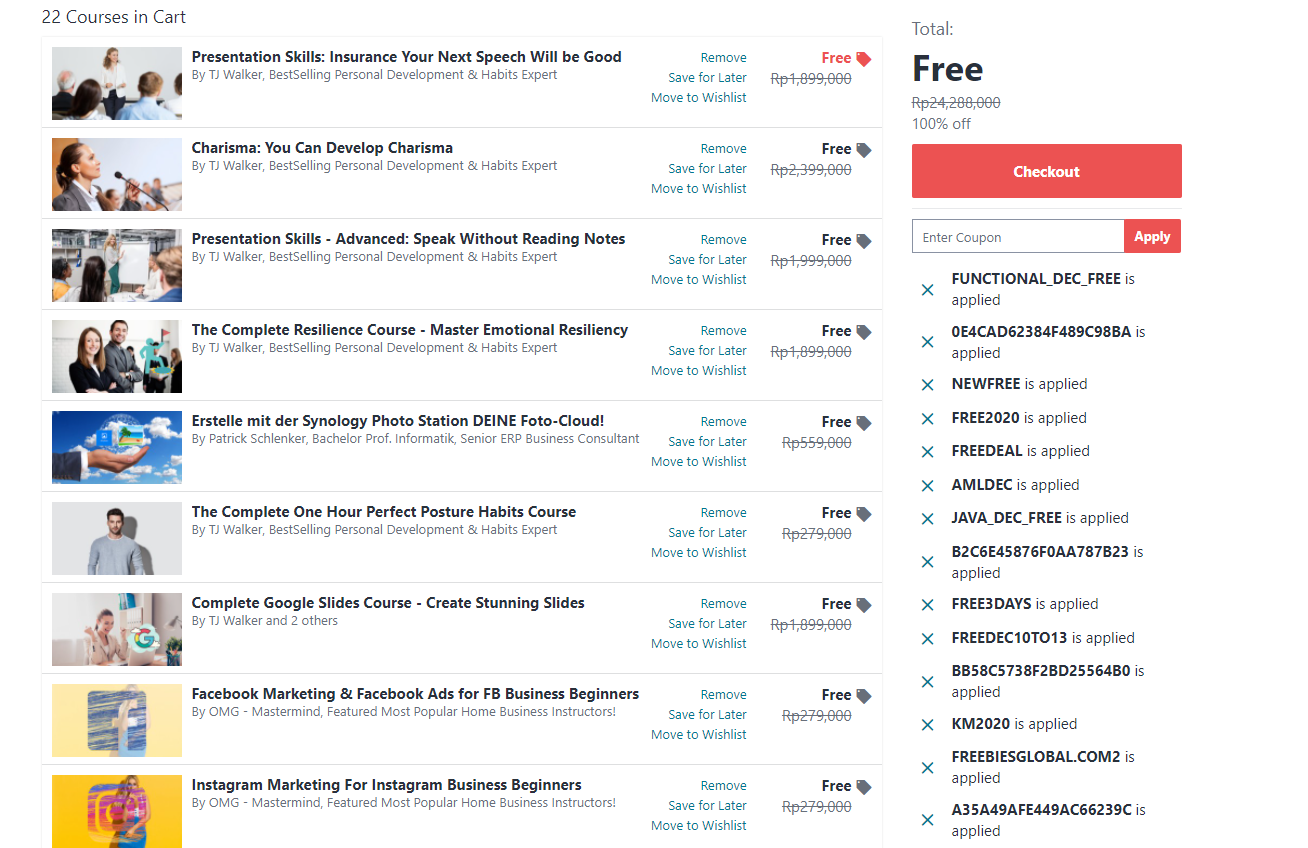 22 Courses in Cart
Presentation Skills: Insurance Your Next Speech Will be Good
By TJ Walker, BestSelling Personal Development & Habits Expert
Remove
Save for Later
Move to Wishlist
Free
Rp1,899,000
Charisma: You Can Develop Charisma
By TJ Walker, BestSelling Personal Development & Habits Expert
Remove
Save for Later
Move to Wishlist
Free
Rp2,399,000
Presentation Skills - Advanced: Speak Without Reading Notes
By TJ Walker, BestSelling Personal Development & Habits Expert
Remove
Save for Later
Move to Wishlist
Free
Rp1,999,000
The Complete Resilience Course - Master Emotional Resiliency
By TJ Walker, BestSelling Personal Development & Habits Expert
Remove
Save for Later
Move to Wishlist
Free
Rp1,899,000
Erstelle mit der Synology Photo Station DEINE Foto-Cloud!
By Patrick Schlenker, Bachelor Prof. Informatik, Senior ERP Business Consultant
Remove
Save for Later
Move to Wishlist
Free
Rp559,000
The Complete One Hour Perfect Posture Habits Course
By TJ Walker, BestSelling Personal Development & Habits Expert
Remove
Save for Later
Move to Wishlist
Free
Rp279,000
Complete Google Slides Course - Create Stunning Slides
By TJ Walker and 2 others
Remove
Save for Later
Move to Wishlist
Free
Rp1,899,000
Facebook Marketing & Facebook Ads for FB Business Beginners
By OMG - Mastermind, Featured Most Popular Home Business Instructors!
Remove
Save for Later
Move to Wishlist
Free
Rp279,000
Instagram Marketing For Instagram Business Beginners
By OMG - Mastermind, Featured Most Popular Home Business Instructors!
Remove
Save for Later
Move to Wishlist
Free
Rp279,000
Total:
Free
Rp24,288,000
100% off
Checkout
Enter Coupon
Apply
FUNCTIONAL_DEC_FREE is
applied
0E4CAD62384F489C98BA is
applied
NEWFREE is applied
FREE2020 is applied
FREEDEAL is applied
AMLDEC is applied
JAVA_DEC_FREE is applied
B2C6E45876F0AA787B23 is
applied
FREE3DAYS is applied
FREEDEC10TO13 is applied
BB58C5738F2BD25564B0 is
applied
KM2020 is applied
FREEBIESGLOBAL.COM2 is
applied
A35A49AFE449AC66239C is
applied